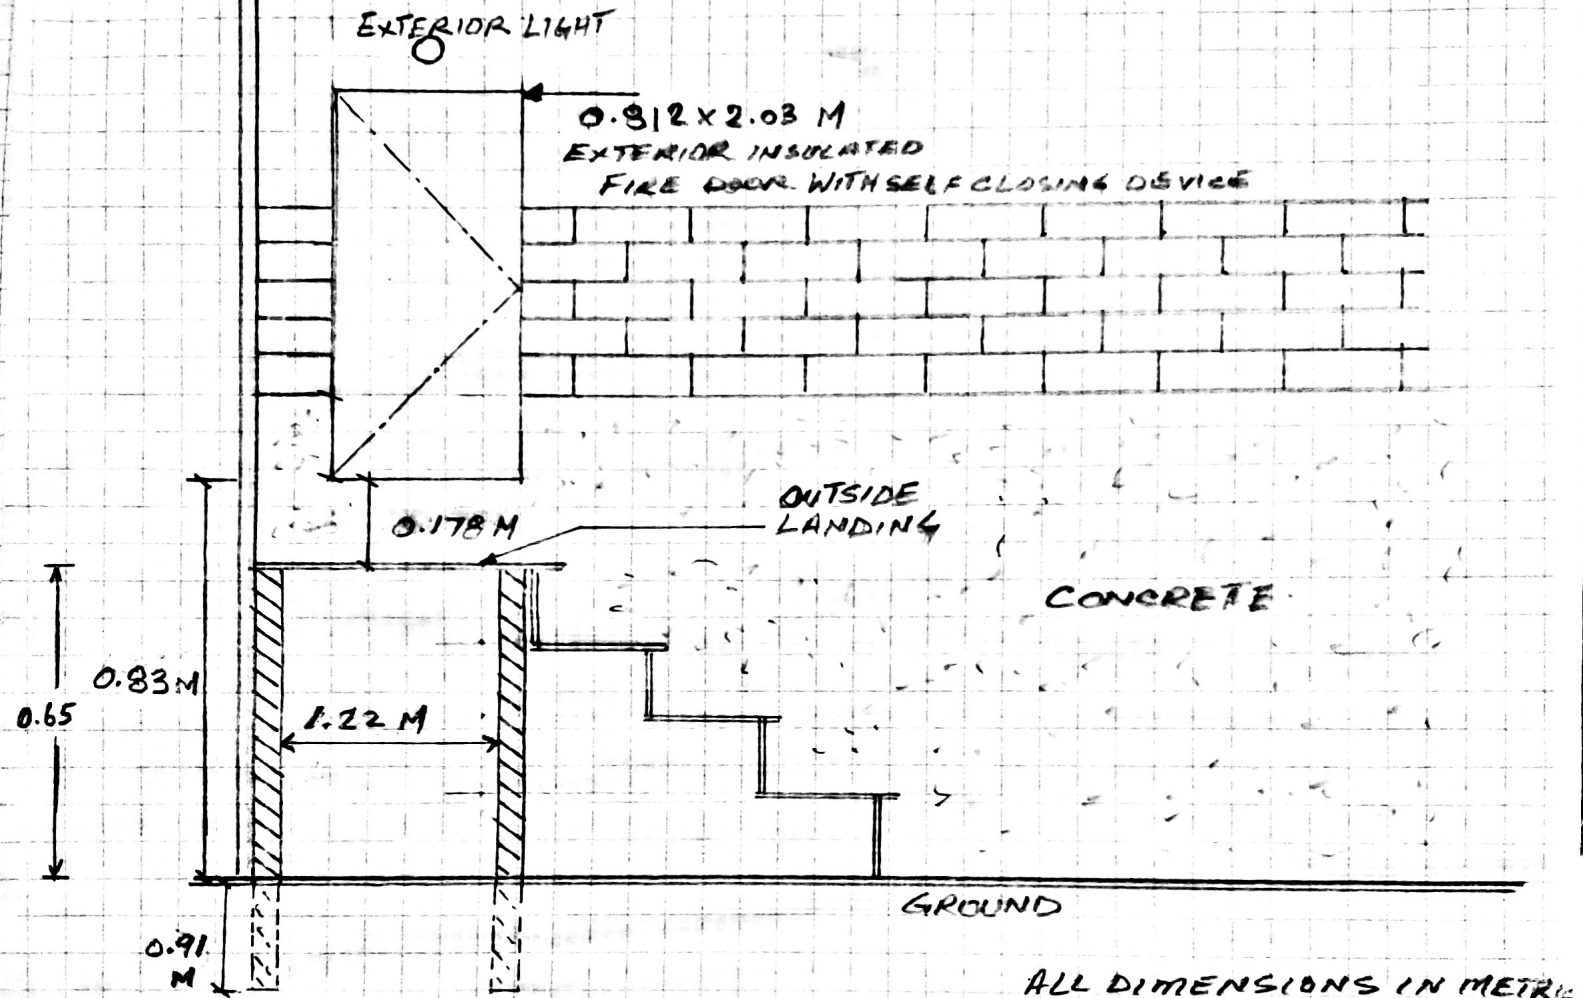 EXTERIOR LIGHT
0.812 X 2.03 M
EXTERIOR INSULATED
FIRE DOOR WITH SELF CLOSING DEVICE
OUTSIDE
LANDING
0.178 M
CONCRETE
0.83 M
0.65
1.22 M
GROUND
0.91
M
ALL DIMENSIONS IN METRIC